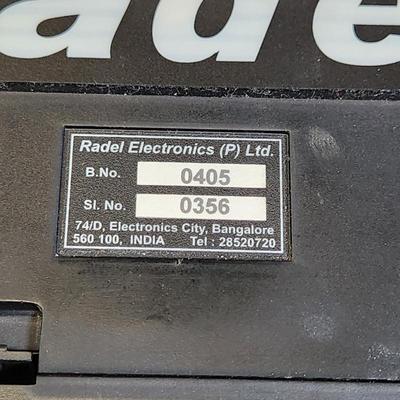 ade
Radel Electronics (P) Ltd.
B.No. 0405
Sl. No. 0356
74/D, Electronics City, Bangalore
560 100, INDIA Tel : 28520720